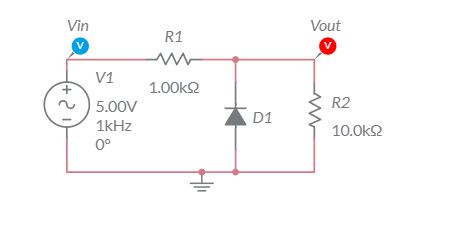 Vin
Vout
V
V
R1
V1
1.00kΩ
5.00V
1kHz
0°
D1
R2
10.0kΩ